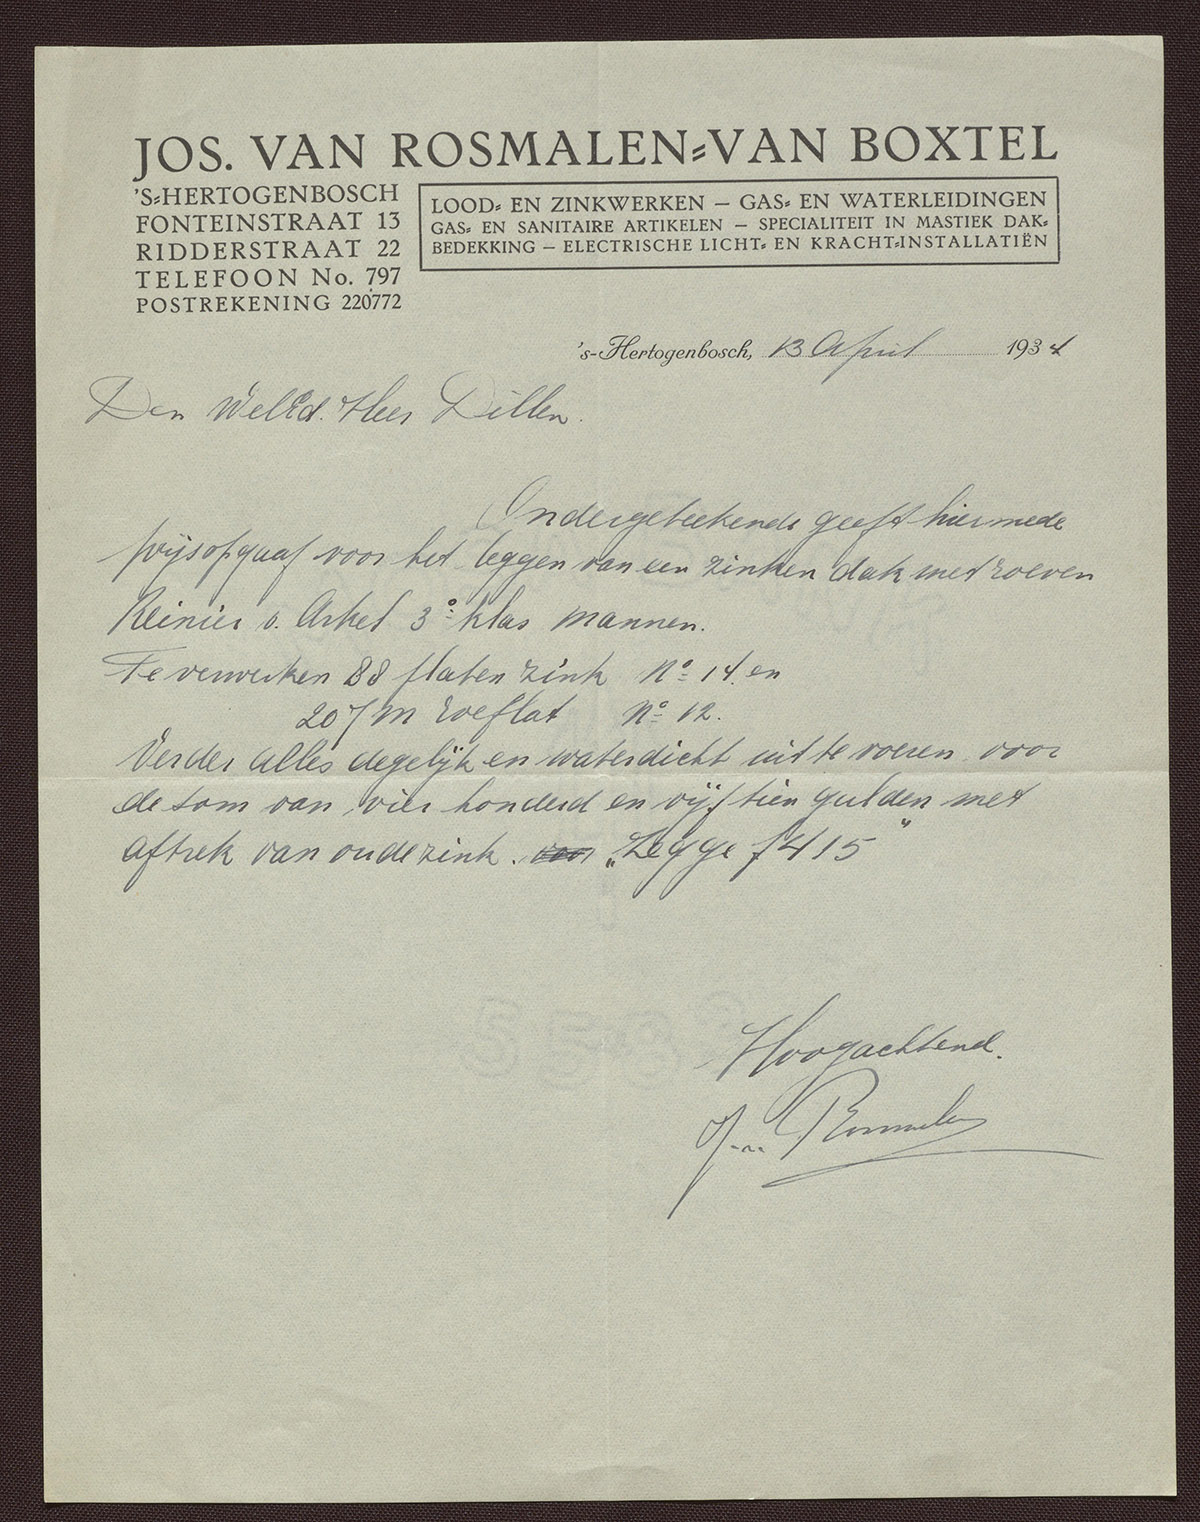 JOS. VAN ROSMALEN=VAN BOXTEL
'S=HERTOGENBOSCH
FONTEINSTRAAT 13
RIDDERSTRAAT 22
TELEFOON No. 797
POSTREKENING 220772
LOOD= EN ZINKWERKEN — GAS= EN WATERLEIDINGEN
GAS= EN SANITAIRE ARTIKELEN — SPECIALITEIT IN MASTIEK DAK=
BEDEKKING — ELECTRISCHE LICHT= EN KRACHT=INSTALLATIËN
's-Hertogenbosch, 13 April 1934
Den WelEd. Heer Dillen.
Ondergeteekende geeft hiermede
prijsopgaaf voor het leggen van een zinken dak met roeven
Reinier v. Arkel 3e klas mannen.
Te verwerken 88 platen zink No 14 en
207 M roeflat No 12.
Verder alles degelijk en waterdicht uit te voeren voor
de som van vier honderd en vijftien gulden met
aftrek van oude zink. voor „Zegge f 415"
Hoogachtend.